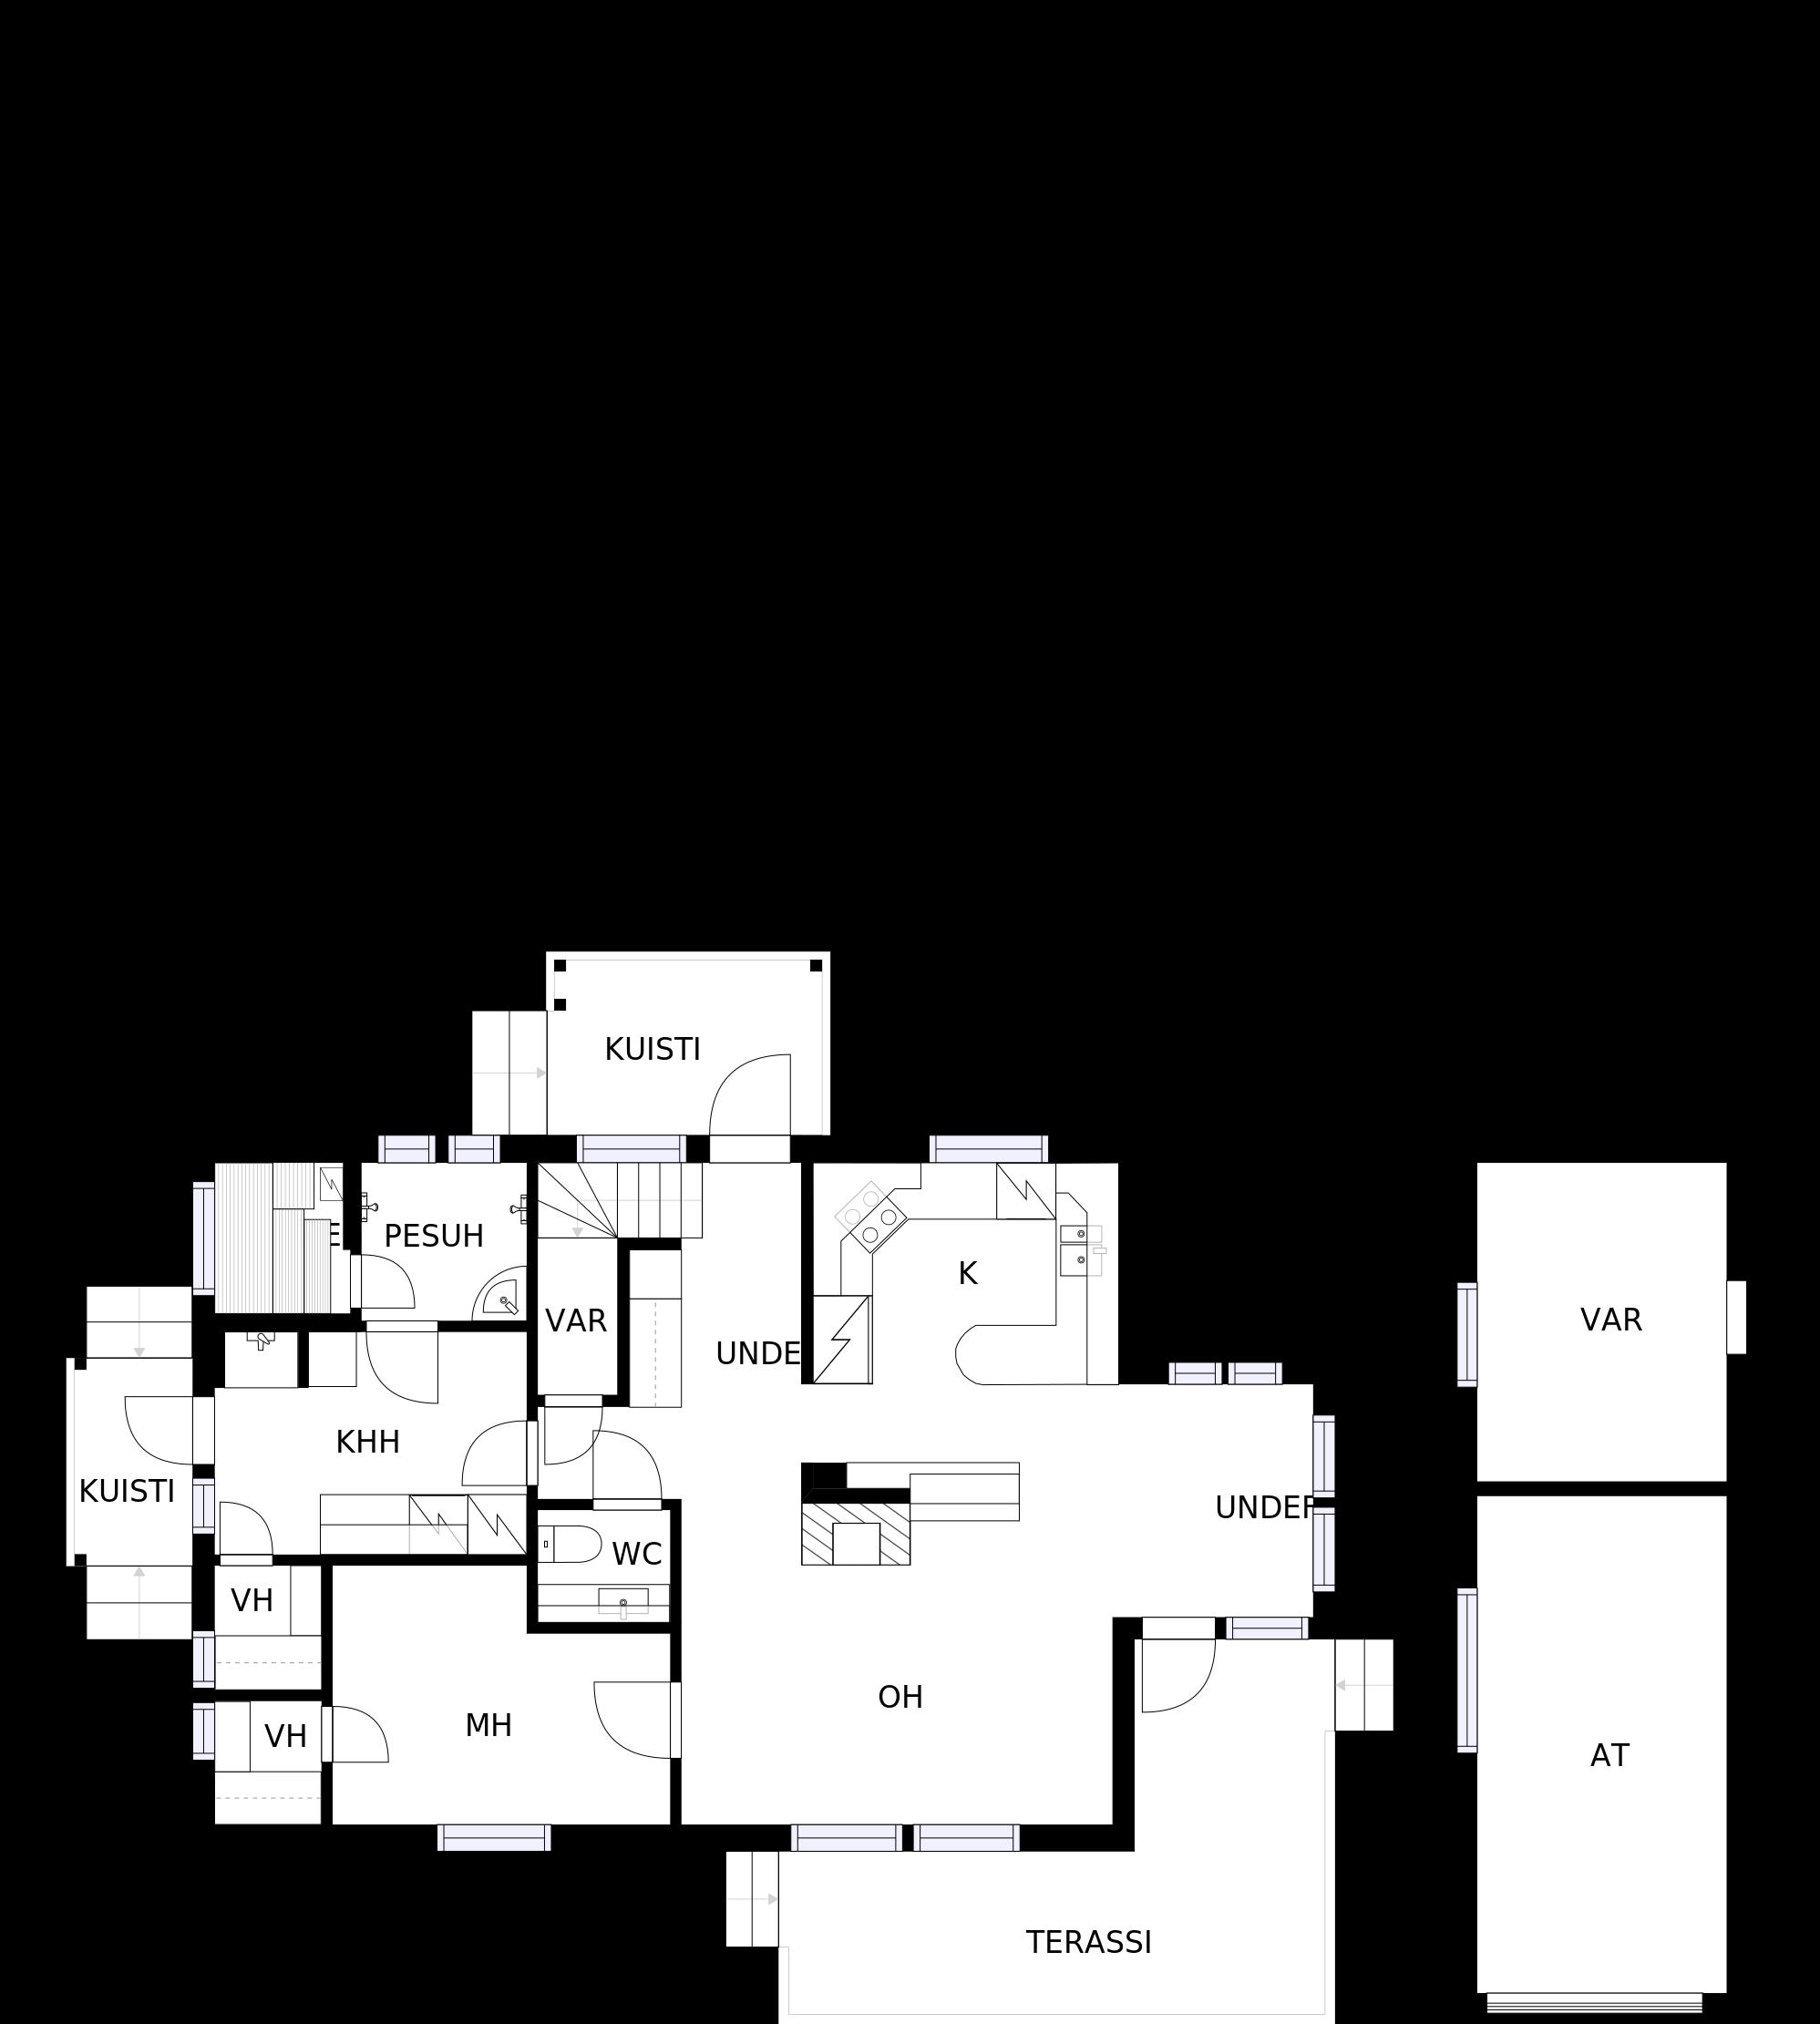 KUISTI
PESUH
K
VAR
VAR
UNDE
KHH
KUISTI
UNDEF
WC
VH
OH
MH
VH
AT
TERASSI